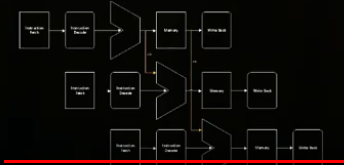 Instruction
Fetch
Instruction
Decode
Memory
Write Back
Instruction
Fetch
Instruction
Decode
Memory
Write Back
Instruction
Fetch
Instruction
Decode
Memory
Write Back